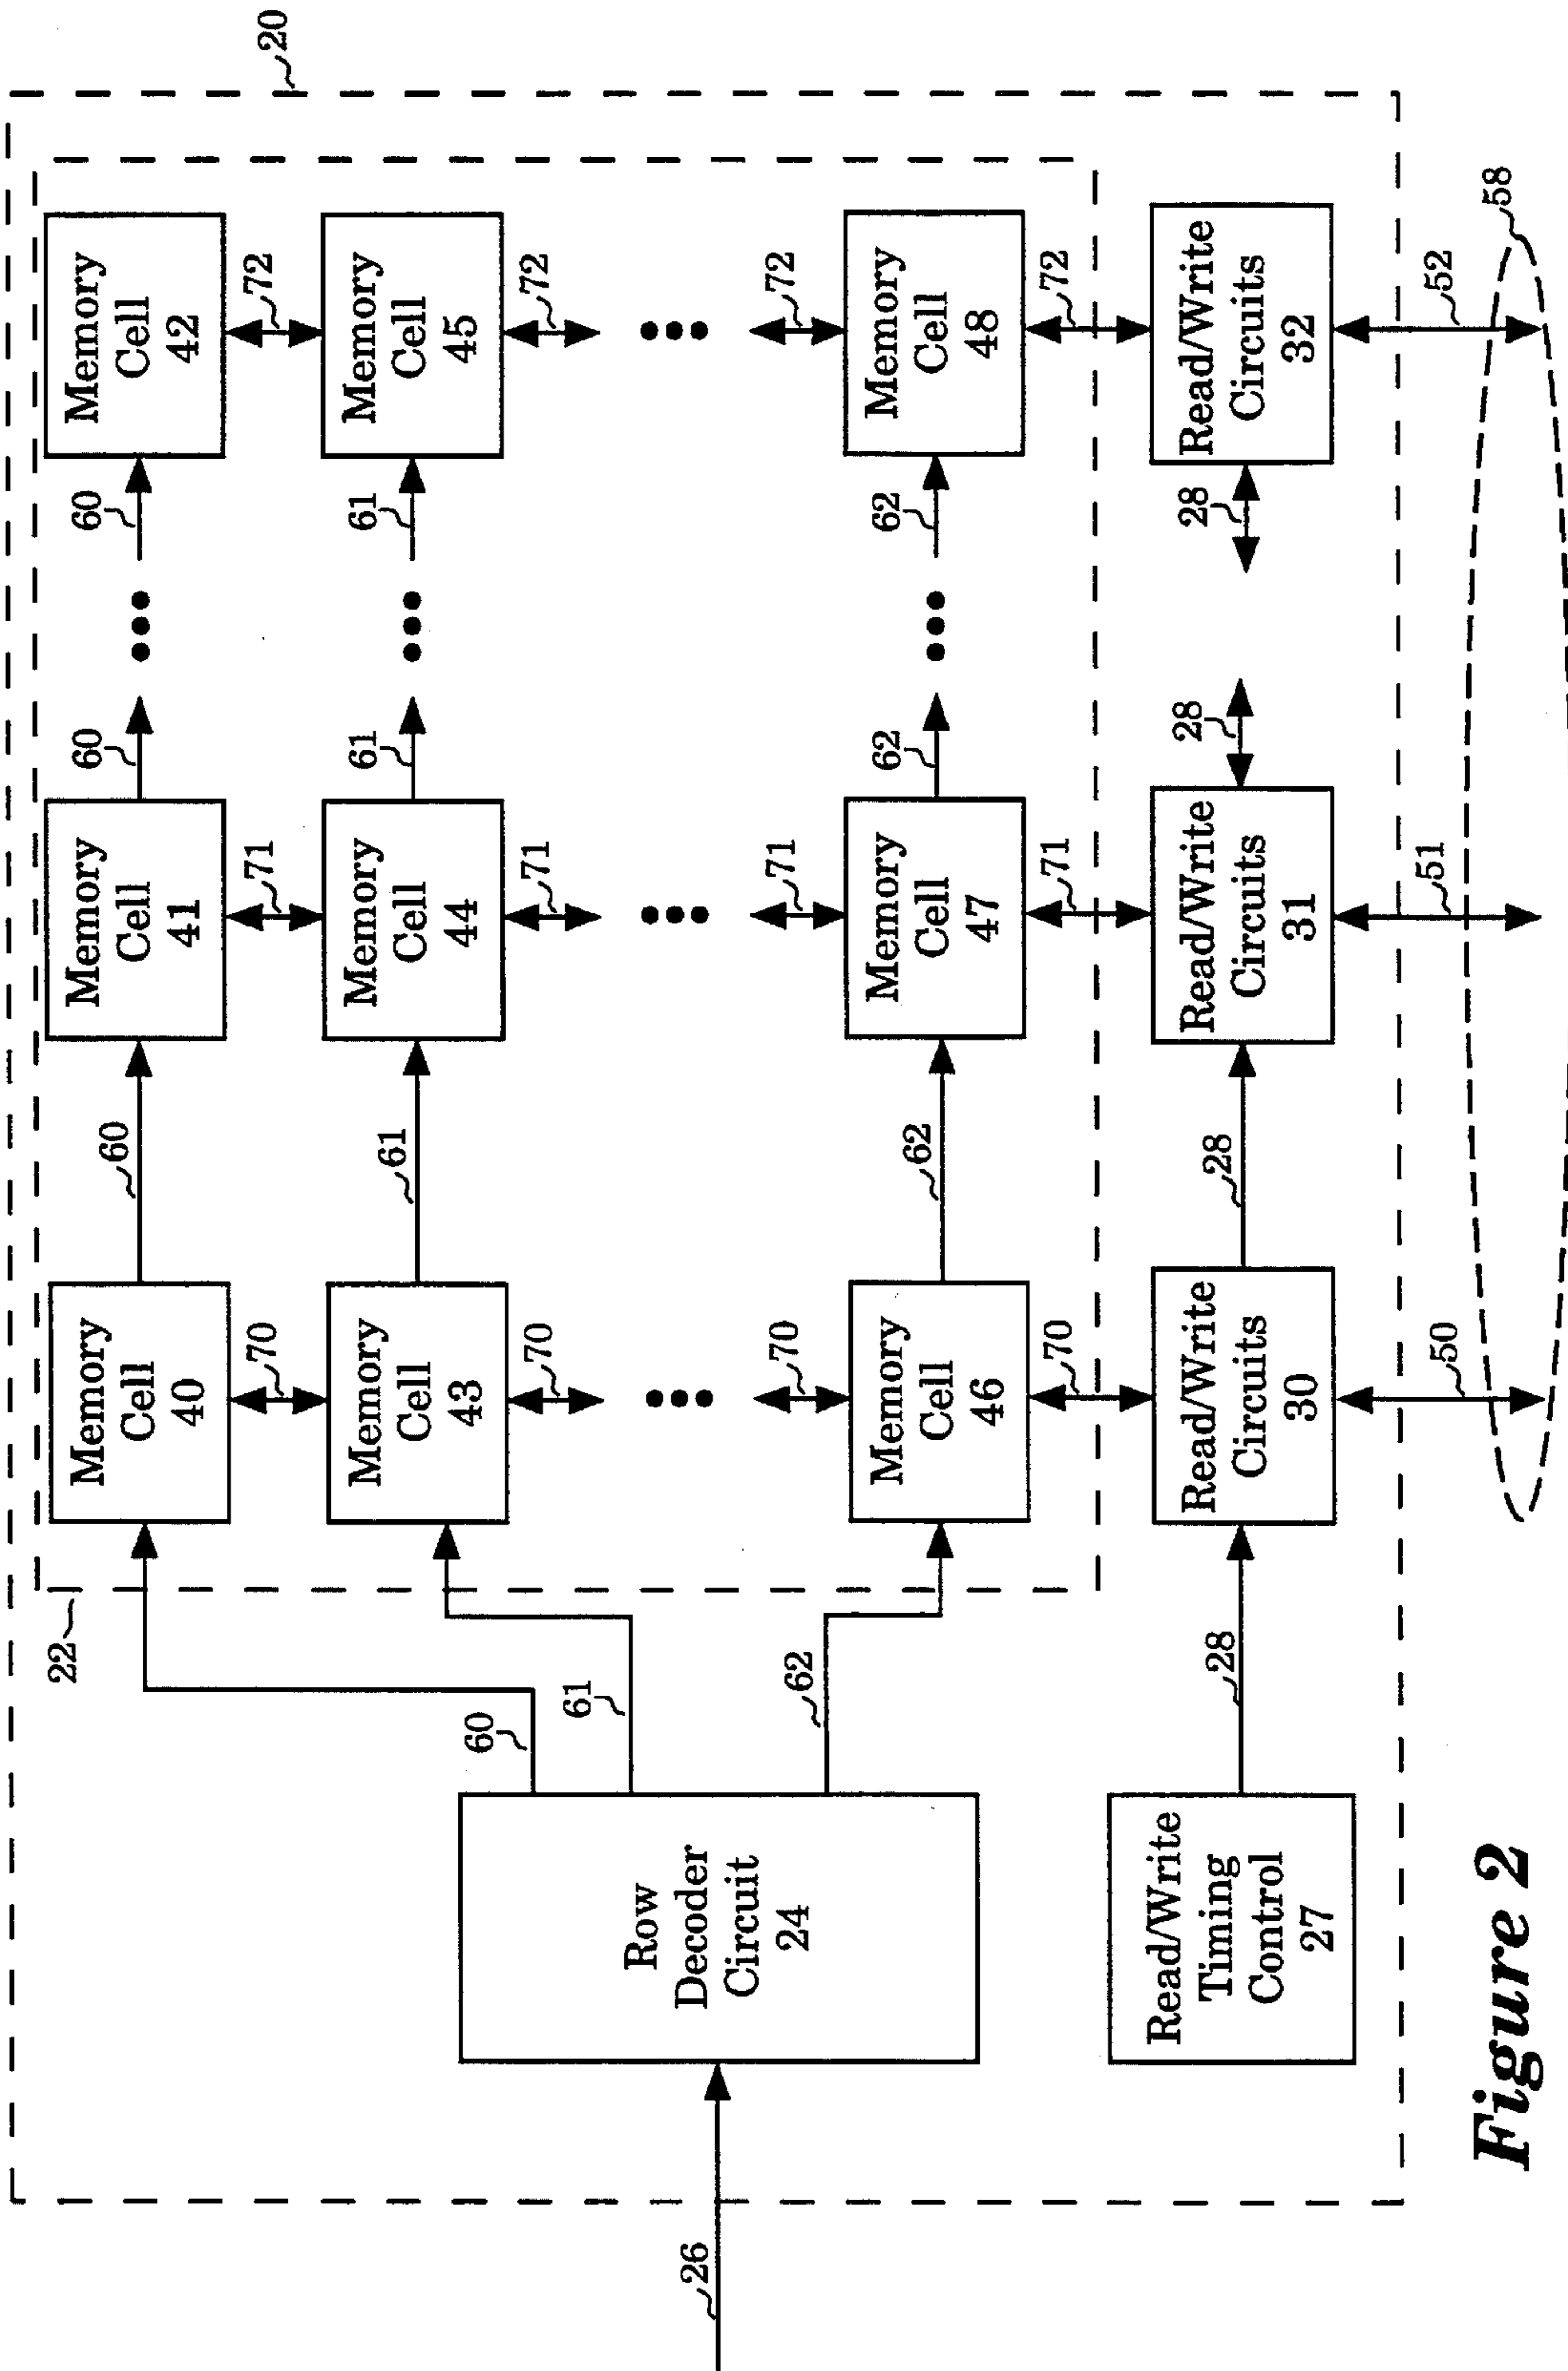 22
Memory
Cell
40
60
Memory
Cell
41
60
60
Memory
Cell
42
20
70
71
72
Memory
Cell
43
61
Memory
Cell
44
61
61
Memory
Cell
45
60
61
62
70
71
72
26
Row
Decoder
Circuit
24
70
71
72
Memory
Cell
46
62
Memory
Cell
47
62
62
Memory
Cell
48
70
71
72
Read/Write
Timing
Control
27
28
Read/Write
Circuits
30
28
Read/Write
Circuits
31
28
28
Read/Write
Circuits
32
50
51
52
58
Figure 2